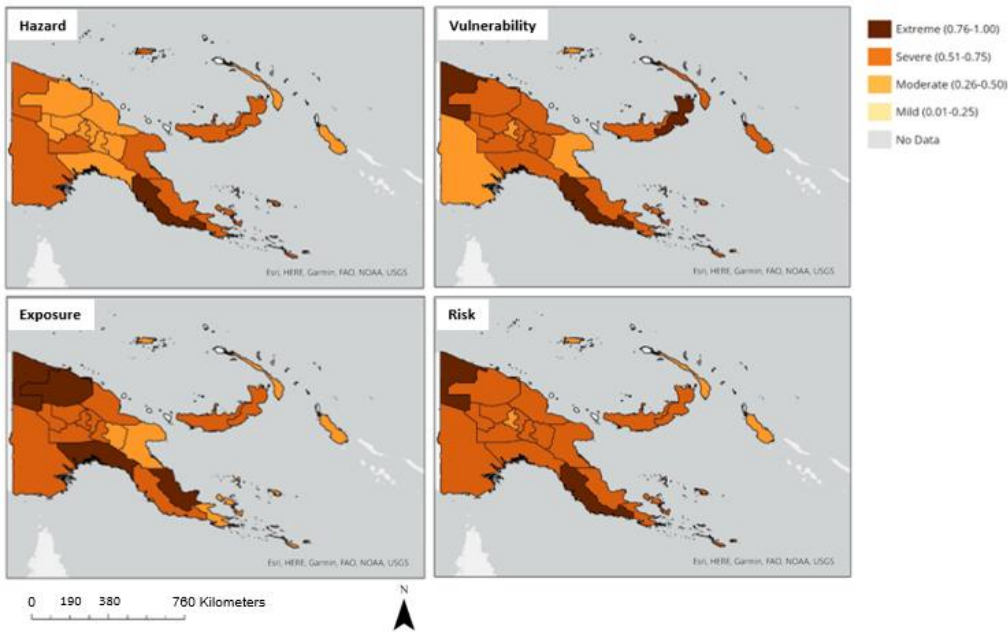 Hazard
Esri, HERE, Garmin, FAO, NOAA, USGS
Vulnerability
Esri, HERE, Garmin, FAO, NOAA, USGS
Extreme (0.76-1.00)
Severe (0.51-0.75)
Moderate (0.26-0.50)
Mild (0.01-0.25)
No Data
Exposure
Esri, HERE, Garmin, FAO, NOAA, USGS
Risk
Esri, HERE, Garmin, FAO, NOAA, USGS
0 190 380 760 Kilometers
N